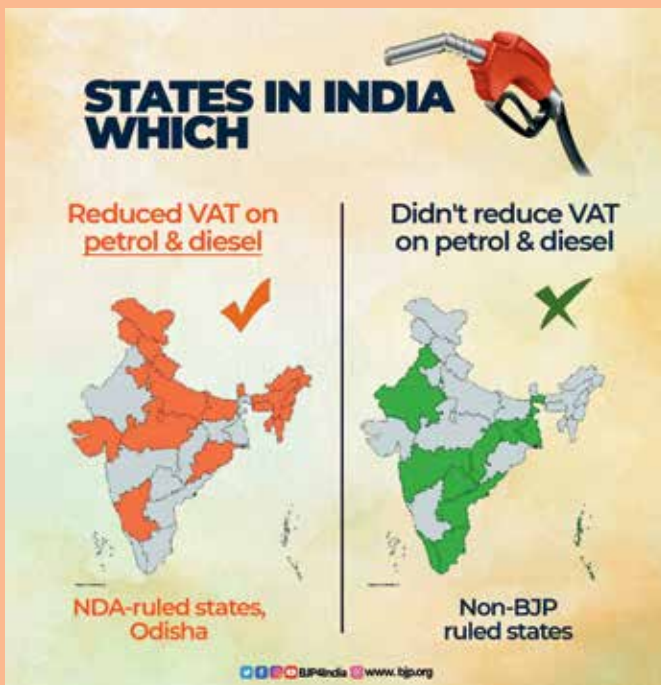 STATES IN INDIA
WHICH
Reduced VAT on
petrol & diesel
Didn't reduce VAT
on petrol & diesel
NDA-ruled states,
Odisha
Non-BJP
ruled states
BJP4India www.bjp.org